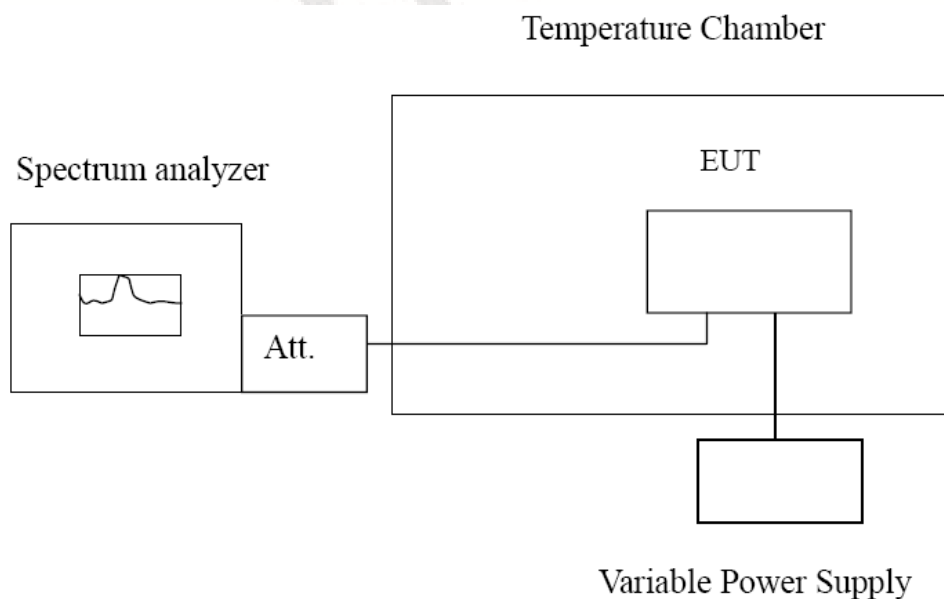 Temperature Chamber
Spectrum analyzer
EUT
Att.
Variable Power Supply